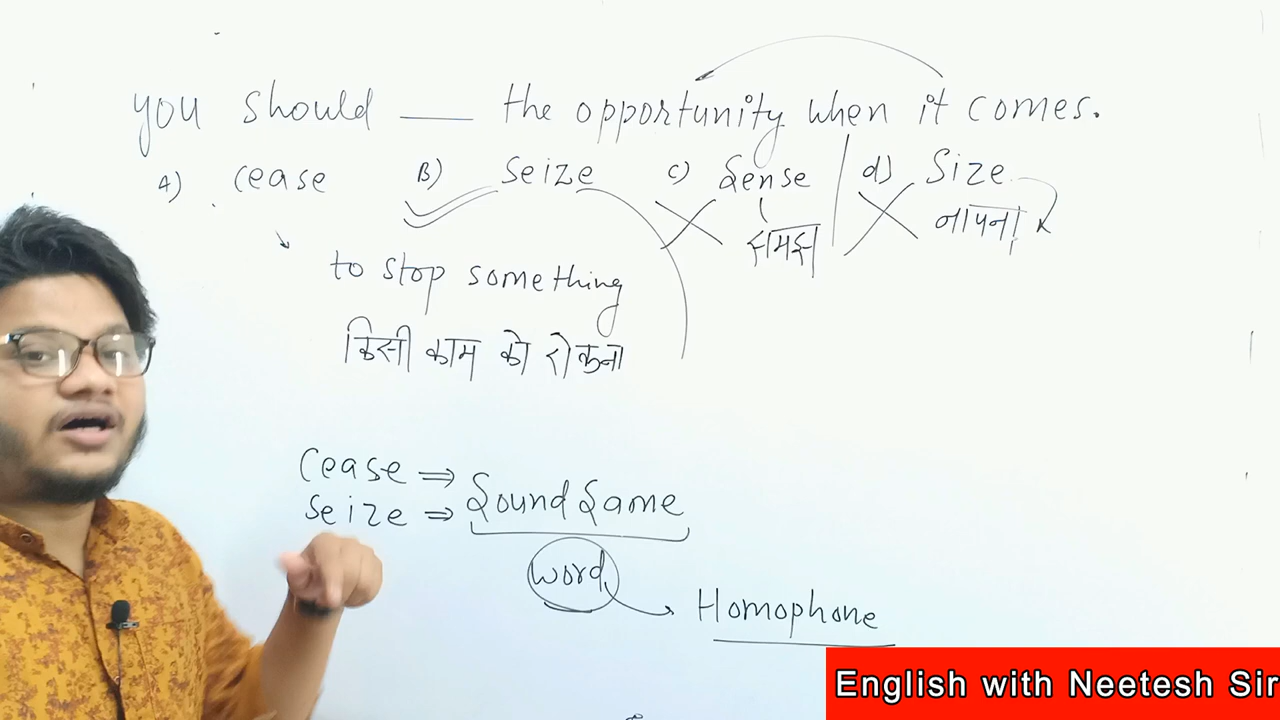 you should ___ the opportunity when it comes.
A) cease B) seize c) Sense d) Size
समझ नापना
to stop something
किसी काम को रोकना
Cease ⇒ Sound Same
Seize ⇒
word
Homophone
English with Neetesh Sir